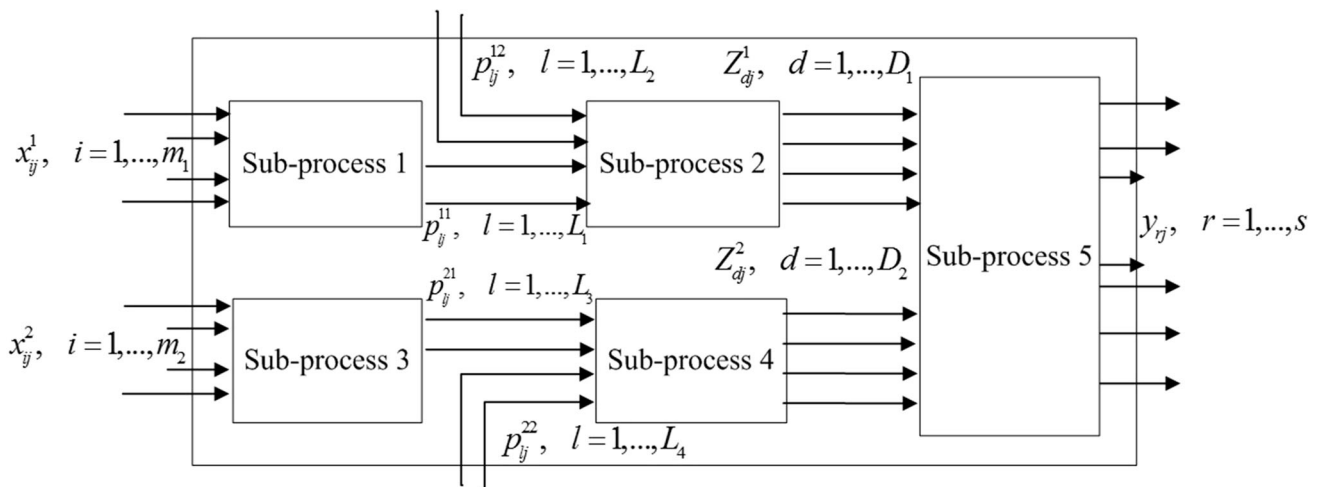 p_{lj}^{12}, l = 1,...,L_2
Z_{dj}^1, d = 1,...,D_1
x_{ij}^1, i = 1,...,m_1
Sub-process 1
Sub-process 2
p_{lj}^{11}, l = 1,...,L_1
y_{rj}, r = 1,...,s
Z_{dj}^2, d = 1,...,D_2
Sub-process 5
p_{lj}^{21}, l = 1,...,L_3
x_{ij}^2, i = 1,...,m_2
Sub-process 3
Sub-process 4
p_{lj}^{22}, l = 1,...,L_4